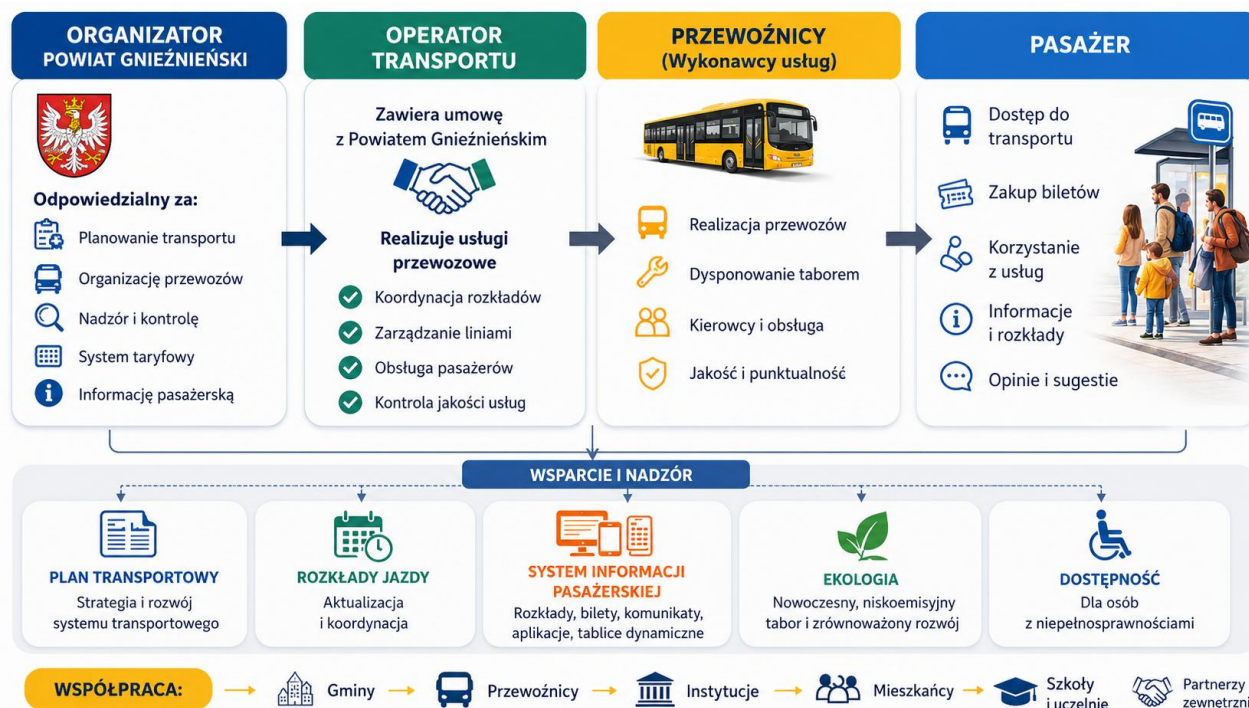 ORGANIZATOR
POWIAT GNIEŹNIEŃSKI
Odpowiedzialny za:
Planowanie transportu
Organizację przewozów
Nadzór i kontrolę
System taryfowy
Informację pasażerską
OPERATOR
TRANSPORTU
Zawiera umowę
z Powiatem Gnieźnieńskim
Realizuje usługi
przewozowe
Koordynacja rozkładów
Zarządzanie liniami
Obsługa pasażerów
Kontrola jakości usług
PRZEWOŹNICY
(Wykonawcy usług)
Realizacja przewozów
Dysponowanie taborem
Kierowcy i obsługa
Jakość i punktualność
PASAŻER
Dostęp do
transportu
Zakup biletów
Korzystanie
z usług
Informacje
i rozkłady
Opinie i sugestie
WSPARCIE I NADZÓR
PLAN TRANSPORTOWY
Strategia i rozwój
systemu transportowego
ROZKŁADY JAZDY
Aktualizacja
i koordynacja
SYSTEM INFORMACJI
PASAŻERSKIEJ
Rozkłady, bilety, komunikaty,
aplikacje, tablice dynamiczne
EKOLOGIA
Nowoczesny, niskoemisyjny
tabor i zrównoważony rozwój
DOSTĘPNOŚĆ
Dla osób
z niepełnosprawnościami
WSPÓŁPRACA:
Gminy
Przewoźnicy
Instytucje
Mieszkańcy
Szkoły
i uczelnie
Partnerzy
zewnetrzni